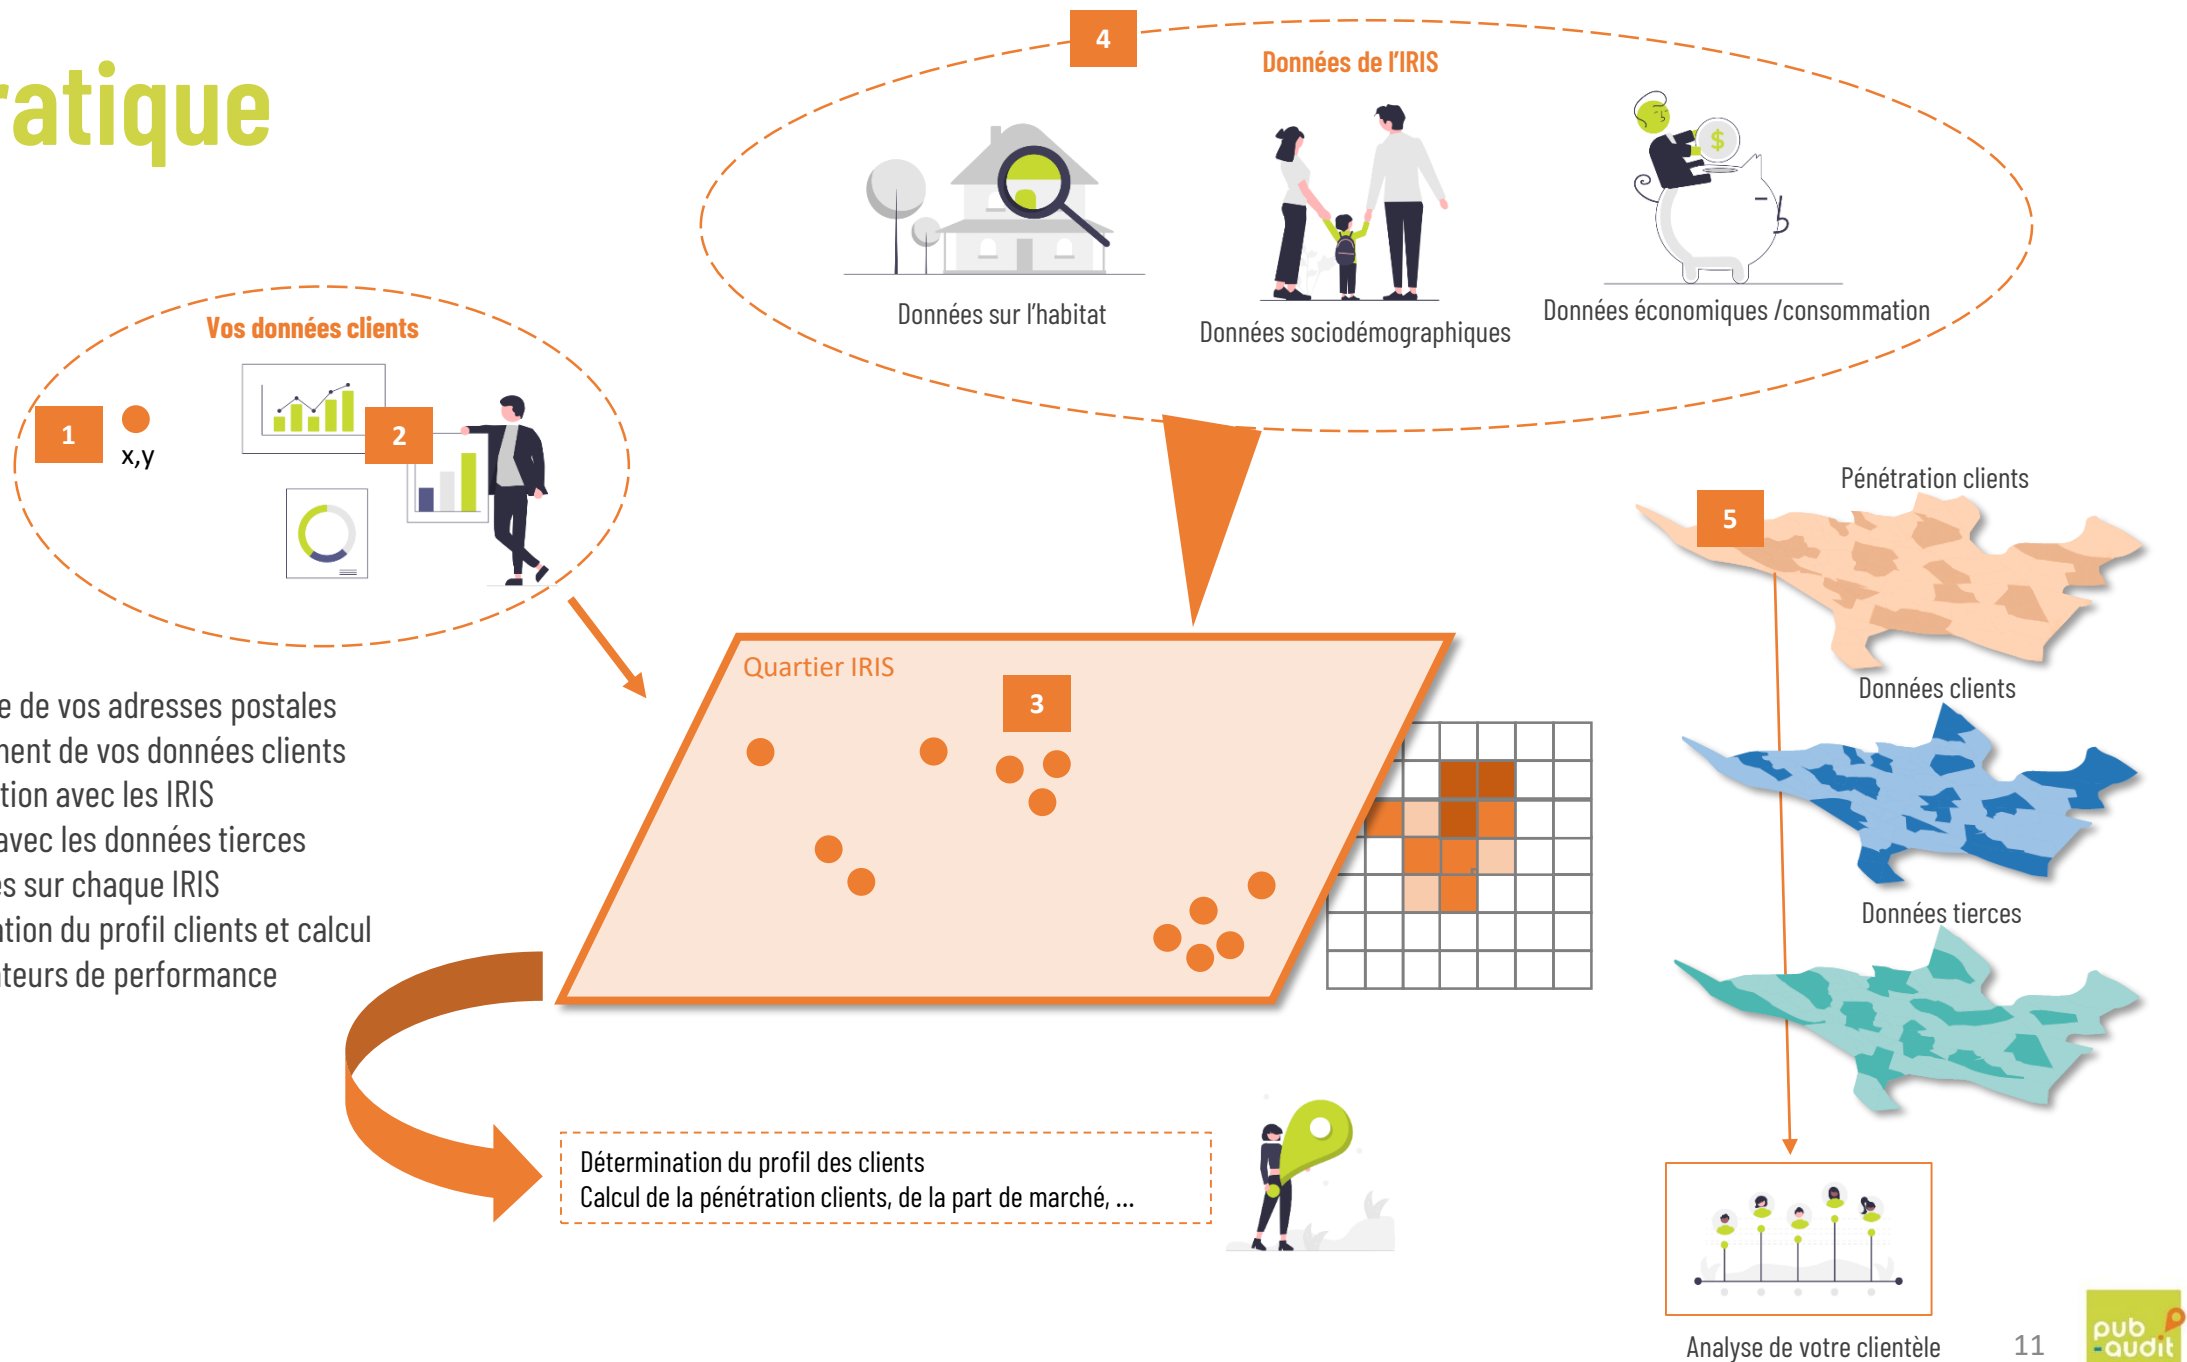 ratique
4
Données de l'IRIS
Données sur l'habitat
Données sociodémographiques
Données économiques /consommation
$
Vos données clients
1
x,y
2
e de vos adresses postales
ment de vos données clients
tion avec les IRIS
avec les données tierces
es sur chaque IRIS
ation du profil clients et calcul
ateurs de performance
Quartier IRIS
3
Détermination du profil des clients
Calcul de la pénétration clients, de la part de marché, ...
Pénétration clients
5
Données clients
Données tierces
Analyse de votre clientèle
11
pub
-audit